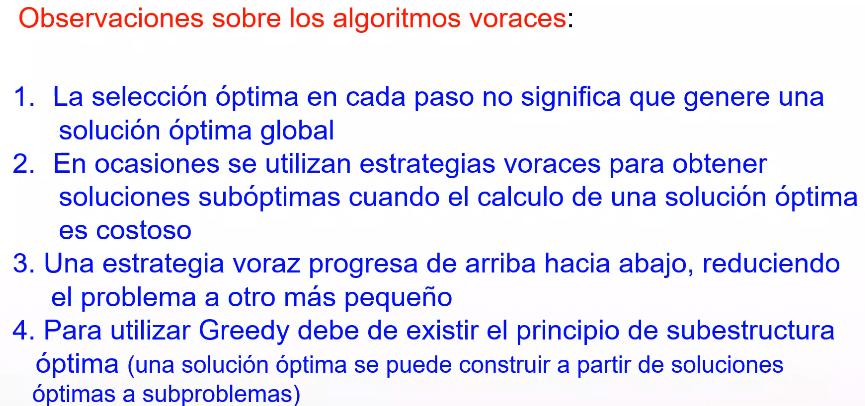 Observaciones sobre los algoritmos voraces:
1. La selección óptima en cada paso no significa que genere una
solución óptima global
2. En ocasiones se utilizan estrategias voraces para obtener
soluciones subóptimas cuando el calculo de una solución óptima
es costoso
3. Una estrategia voraz progresa de arriba hacia abajo, reduciendo
el problema a otro más pequeño
4. Para utilizar Greedy debe de existir el principio de subestructura
óptima (una solución óptima se puede construir a partir de soluciones
óptimas a subproblemas)